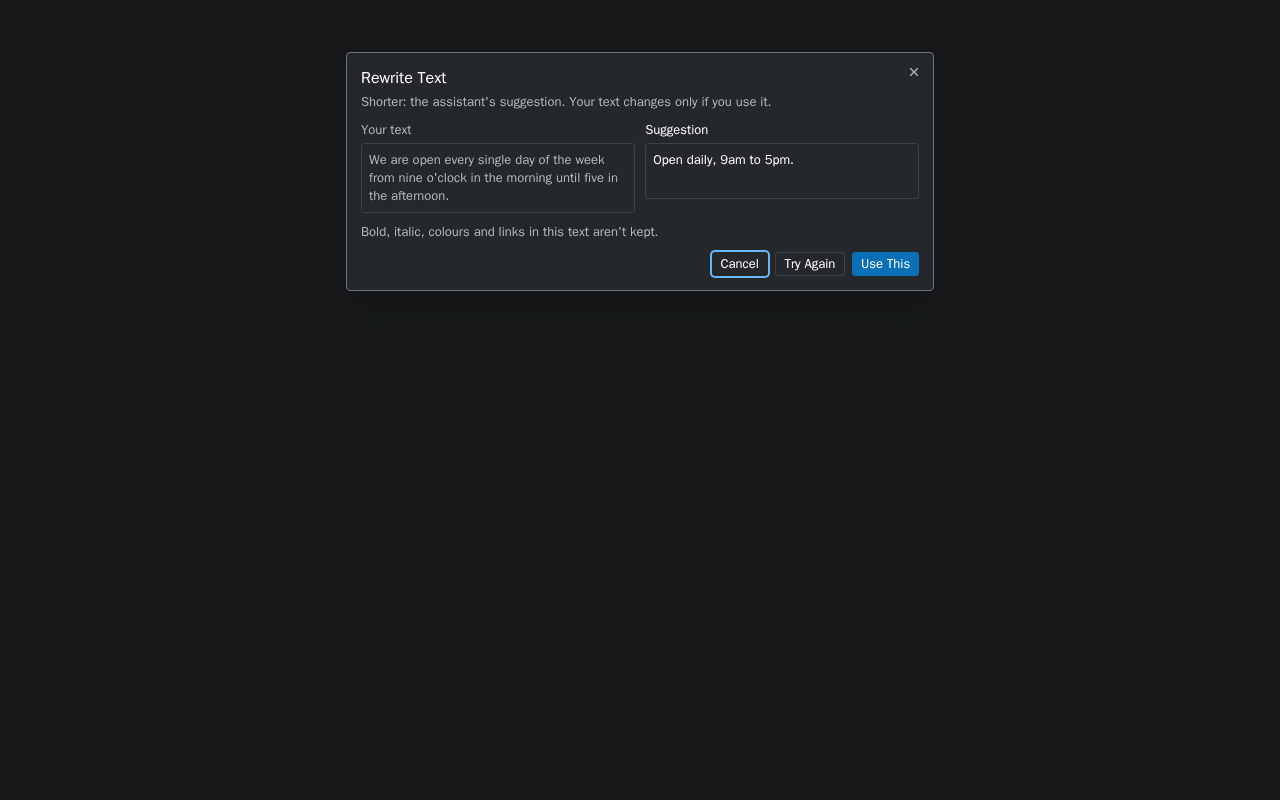 Rewrite Text
Shorter: the assistant's suggestion. Your text changes only if you use it.
Your text
We are open every single day of the week
from nine o'clock in the morning until five in
the afternoon.
Suggestion
Open daily, 9am to 5pm.
Bold, italic, colours and links in this text aren't kept.
Cancel
Try Again
Use This